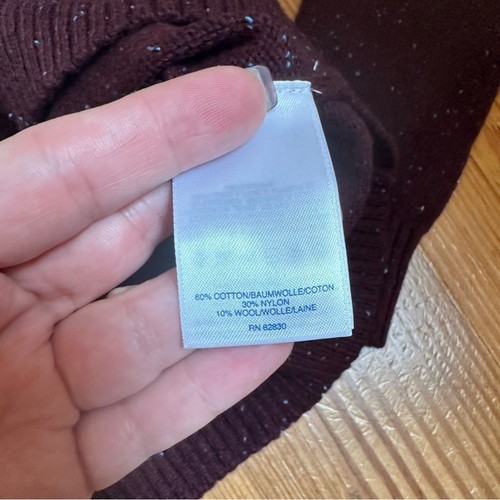 60% COTTON/BAUMWOLLE/COTON
30% NYLON
10% WOOL/WOLLE/LAINE
RN 62830